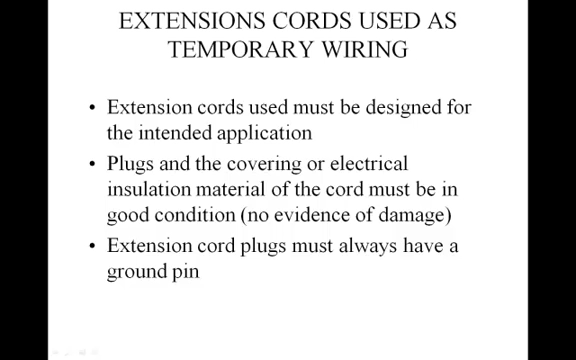 EXTENSIONS CORDS USED AS
TEMPORARY WIRING
• Extension cords used must be designed for
the intended application
• Plugs and the covering or electrical
insulation material of the cord must be in
good condition (no evidence of damage)
• Extension cord plugs must always have a
ground pin